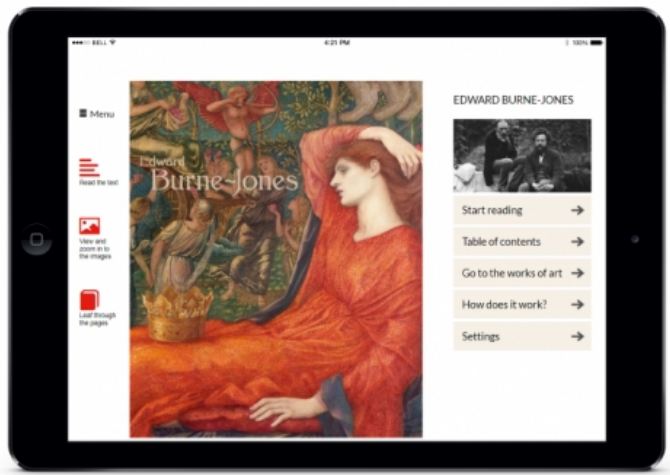 BELL
4:21 PM
100%
Menu
Read the text
View and
zoom in to
the images
Leaf through
the pages
Edward
Burne-Jones
EDWARD BURNE-JONES
Start reading
Table of contents
Go to the works of art
How does it work?
Settings